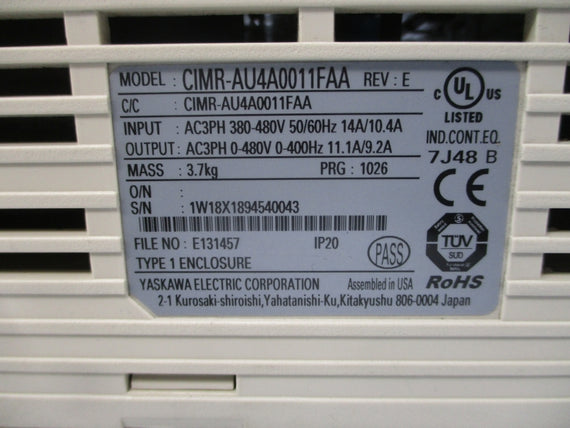 MODEL : CIMR-AU4A0011FAA REV : E
C/C : CIMR-AU4A0011FAA
INPUT : AC3PH 380-480V 50/60Hz 14A/10.4A
OUTPUT : AC3PH 0-480V 0-400Hz 11.1A/9.2A
MASS : 3.7kg PRG : 1026
O/N :
S/N : 1W18X1894540043
FILE NO : E131457 IP20
TYPE 1 ENCLOSURE
PASS
YASKAWA ELECTRIC CORPORATION Assembled in USA
2-1 Kurosaki-shiroishi,Yahatanishi-Ku,Kitakyushu 806-0004 Japan
C UL US
LISTED
IND.CONT.EQ.
7J48 B
CE
TÜV
SÜD
RoHS